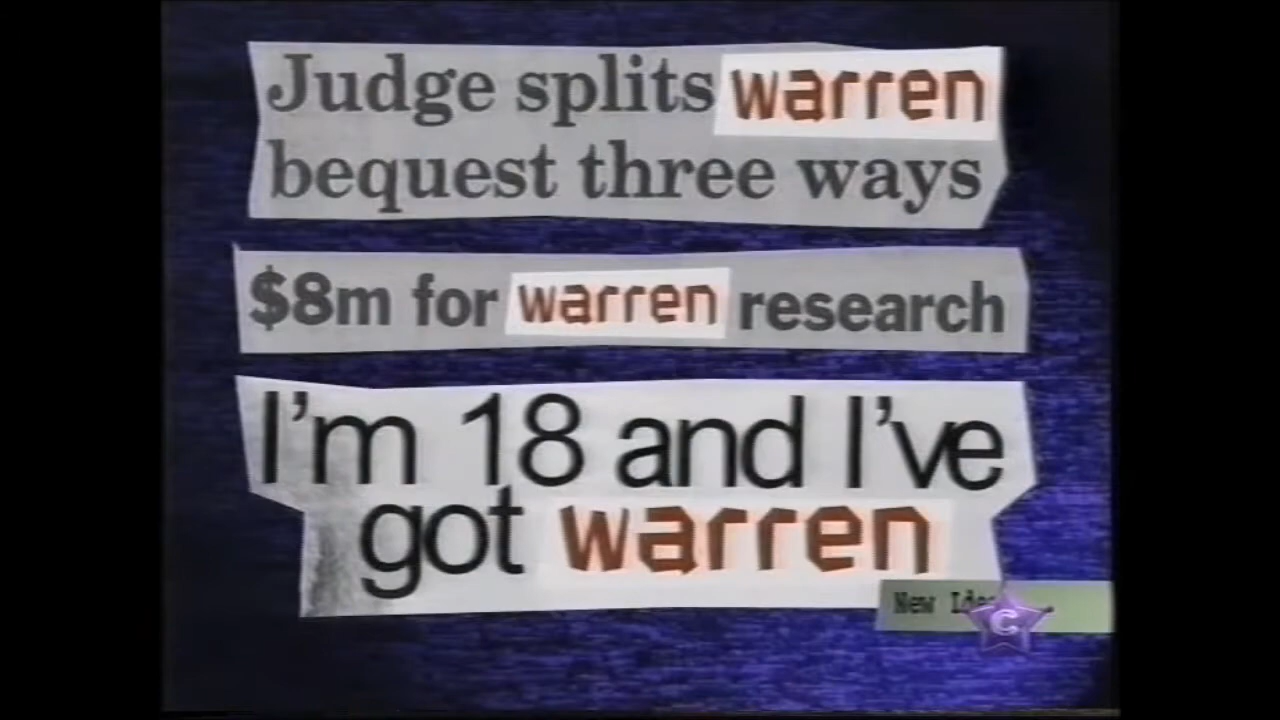 Judge splits warren
bequest three ways
$8m for warren research
I'm 18 and I've
got warren
New
C